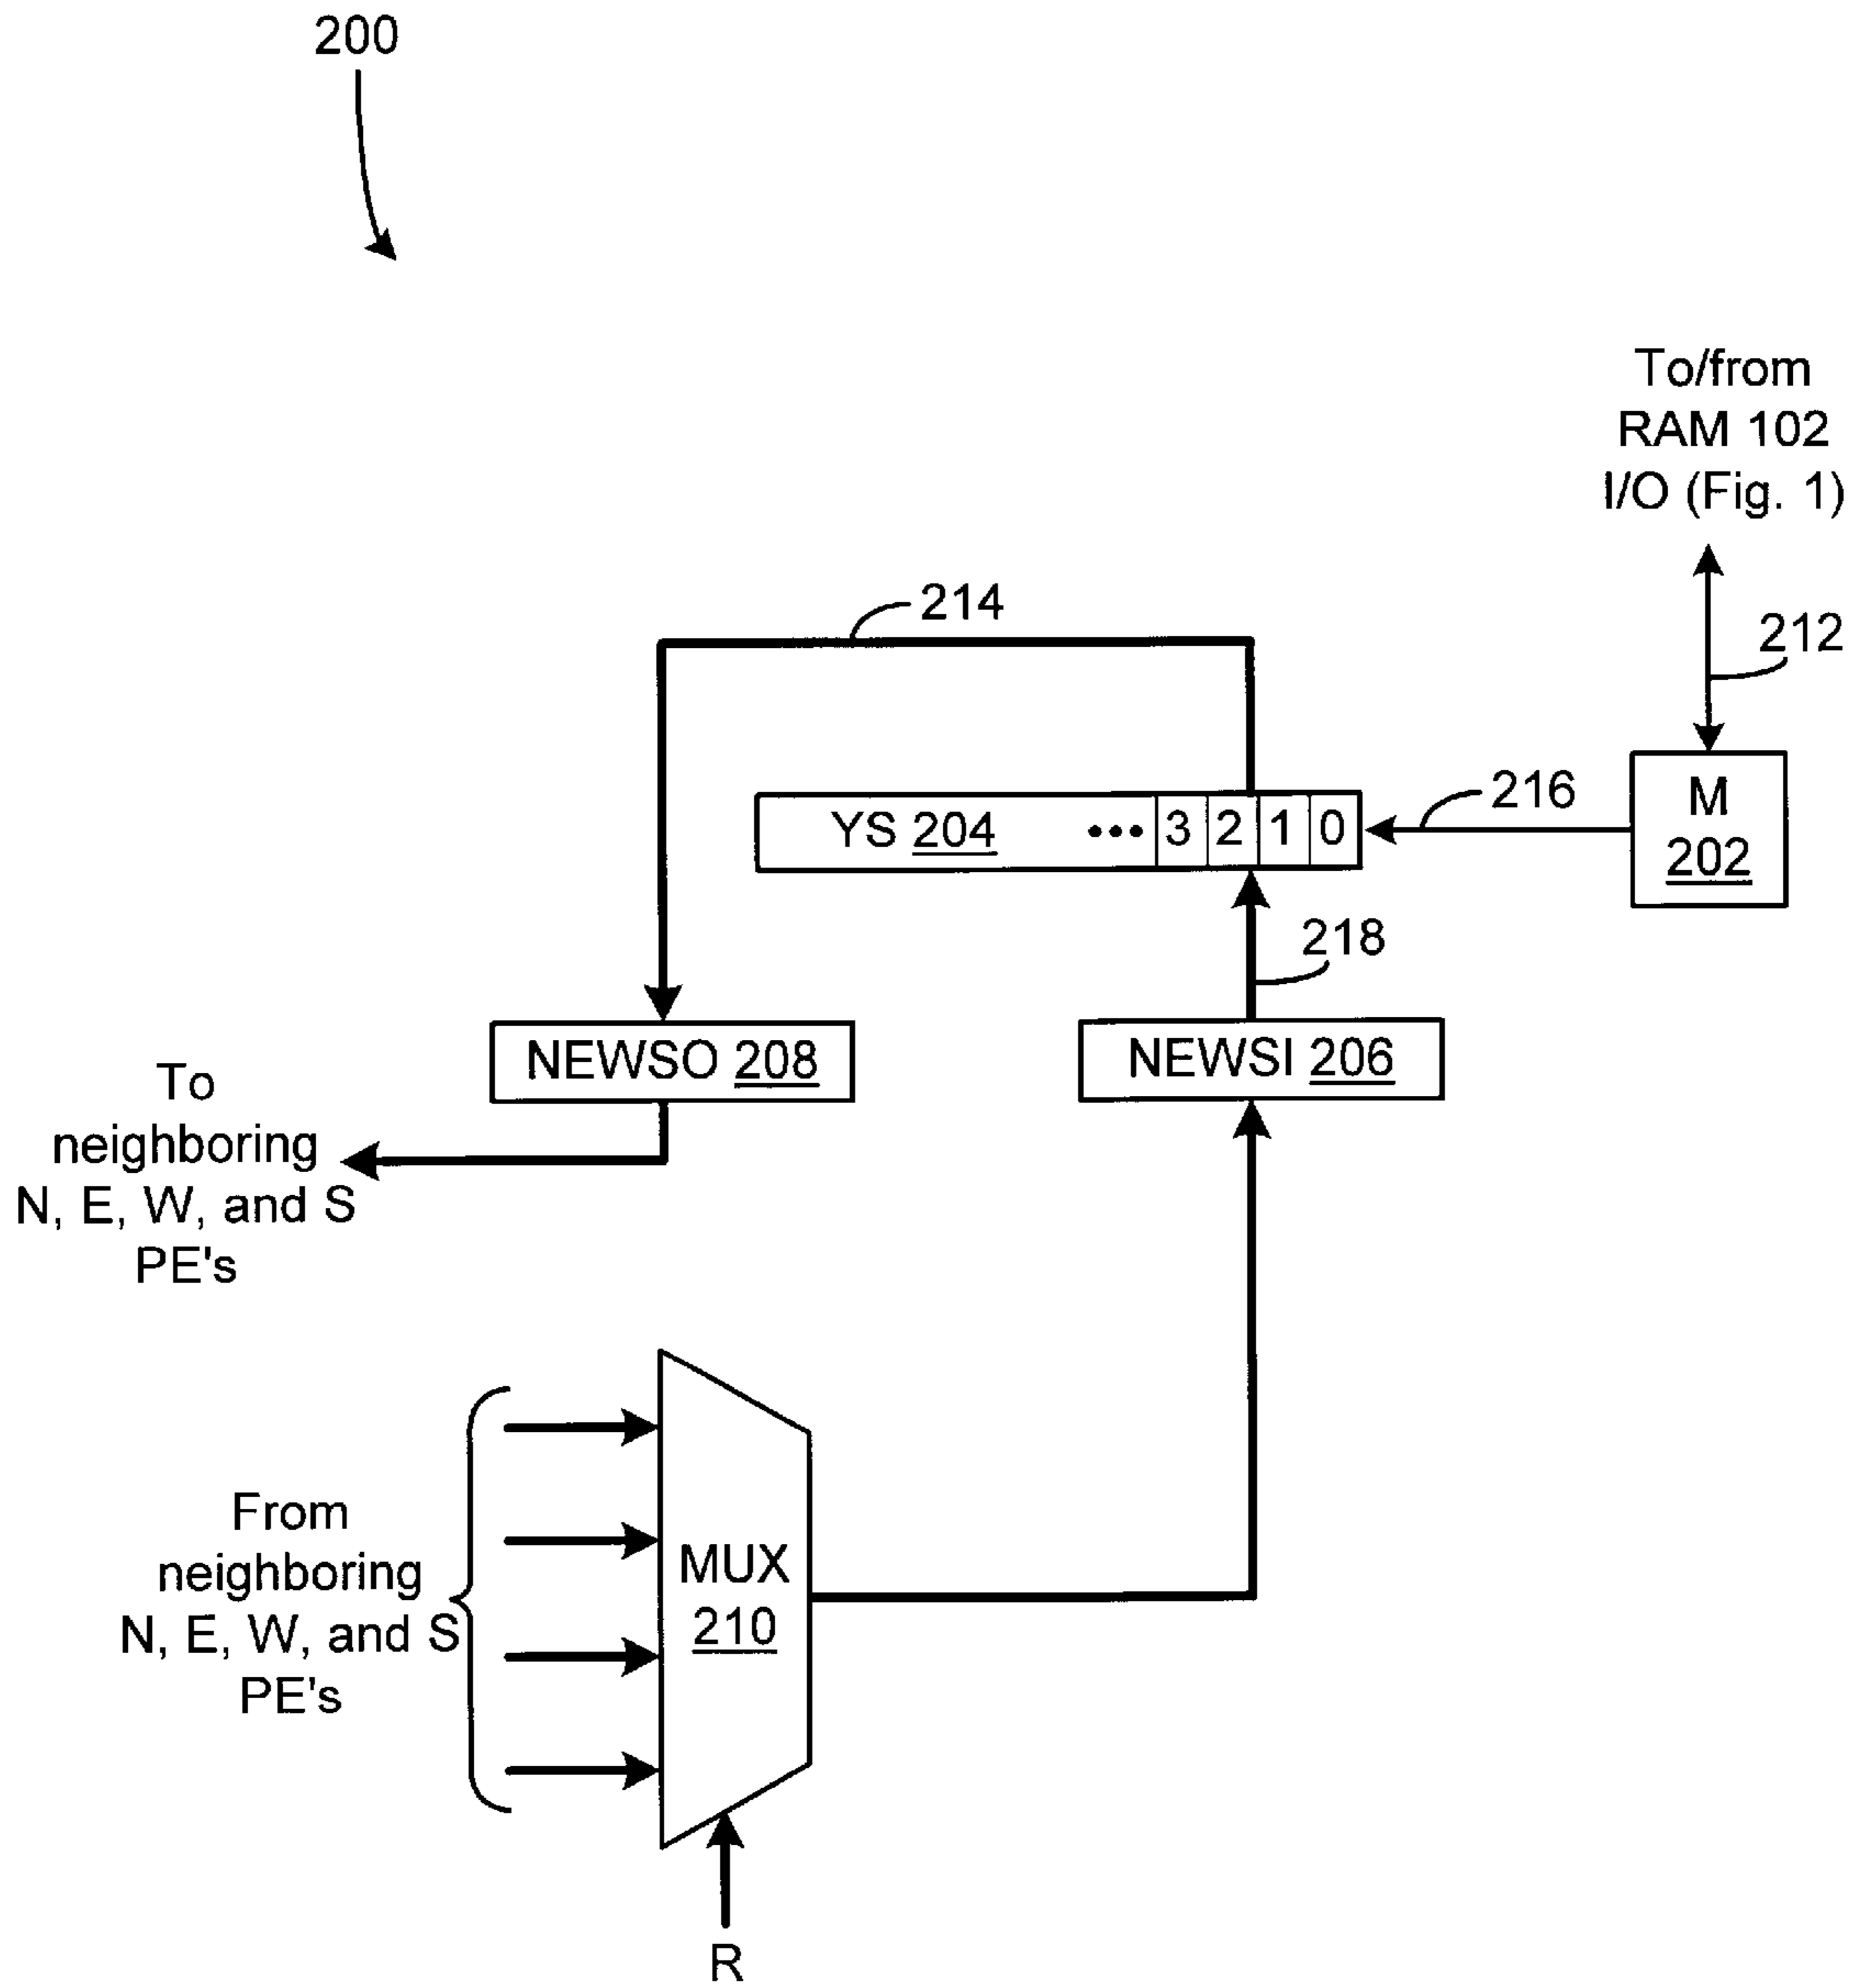 200
To/from
RAM 102
I/O (Fig. 1)
214
212
YS 204 ••• 3 2 1 0
216
M
202
218
NEWSO 208
NEWSI 206
To
neighboring
N, E, W, and S
PE's
From
neighboring
N, E, W, and S
PE's
MUX
210
R